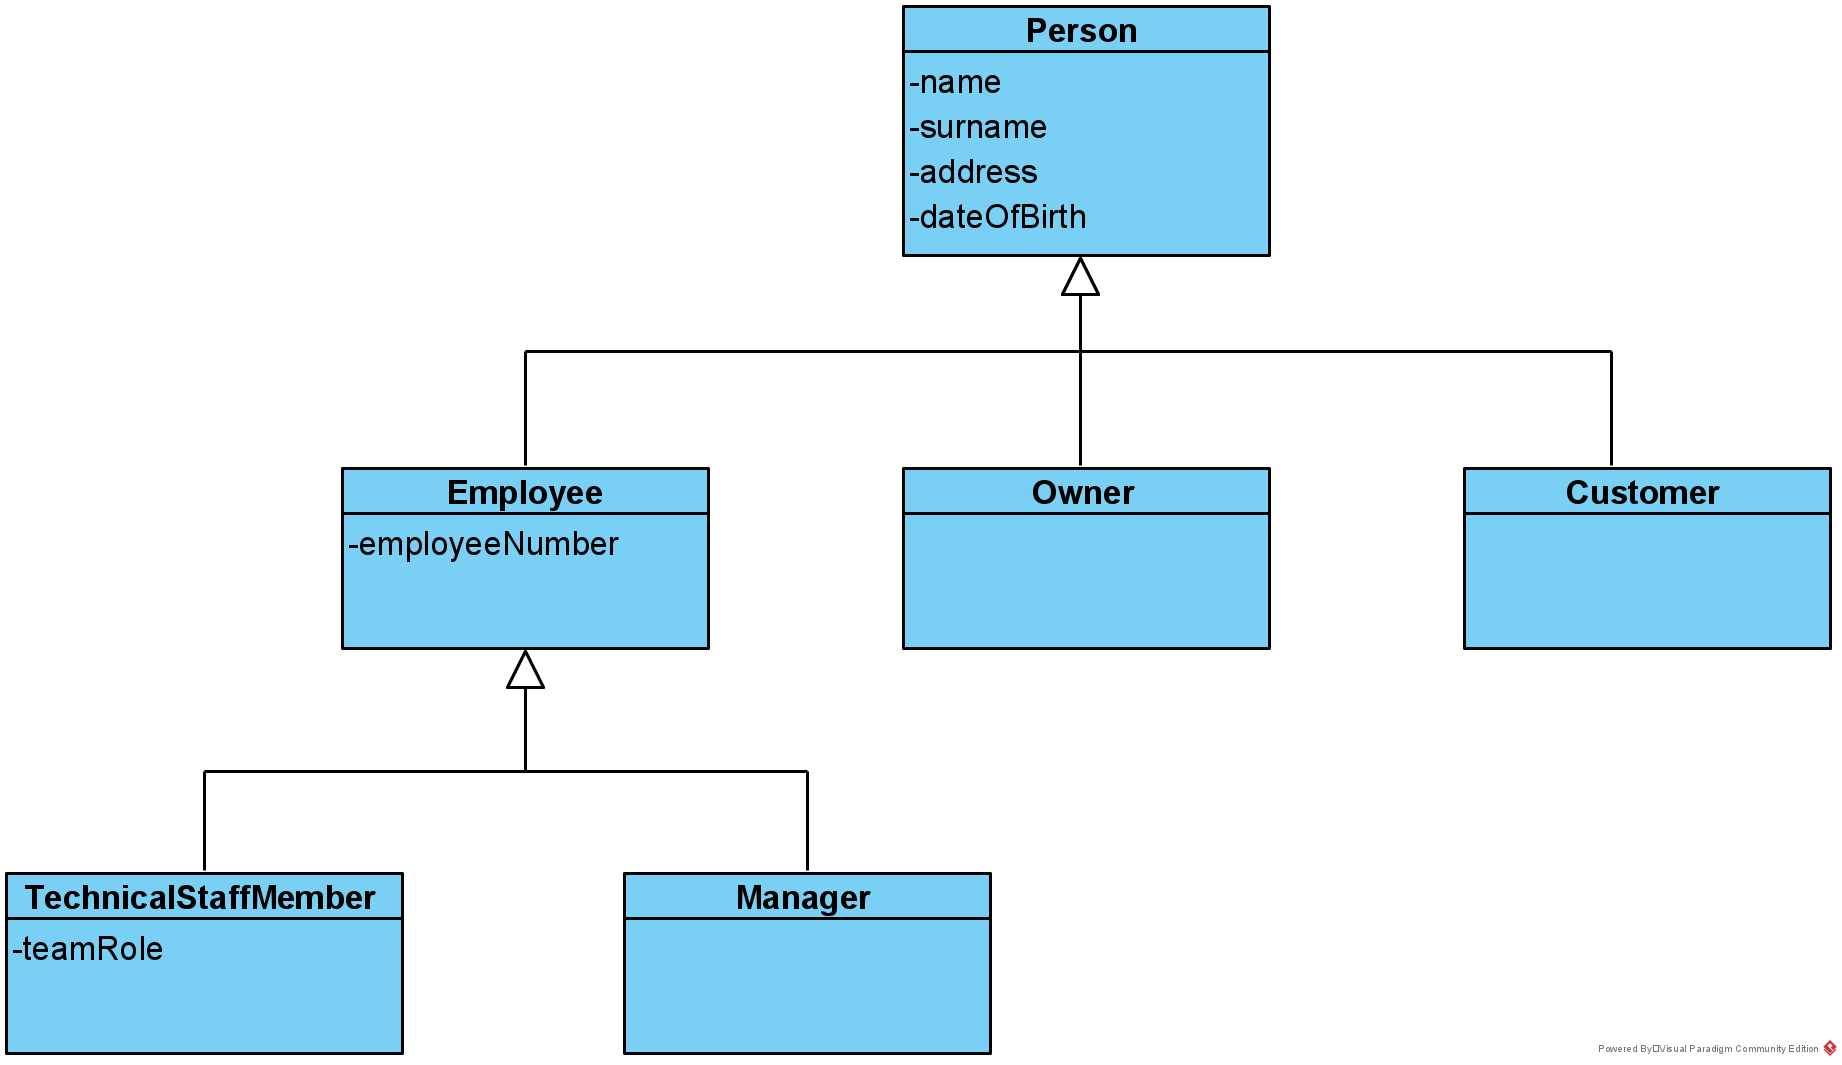 Person
-name
-surname
-address
-dateOfBirth
Employee
-employeeNumber
Owner
Customer
TechnicalStaffMember
-teamRole
Manager
Powered By□Visual Paradigm Community Edition